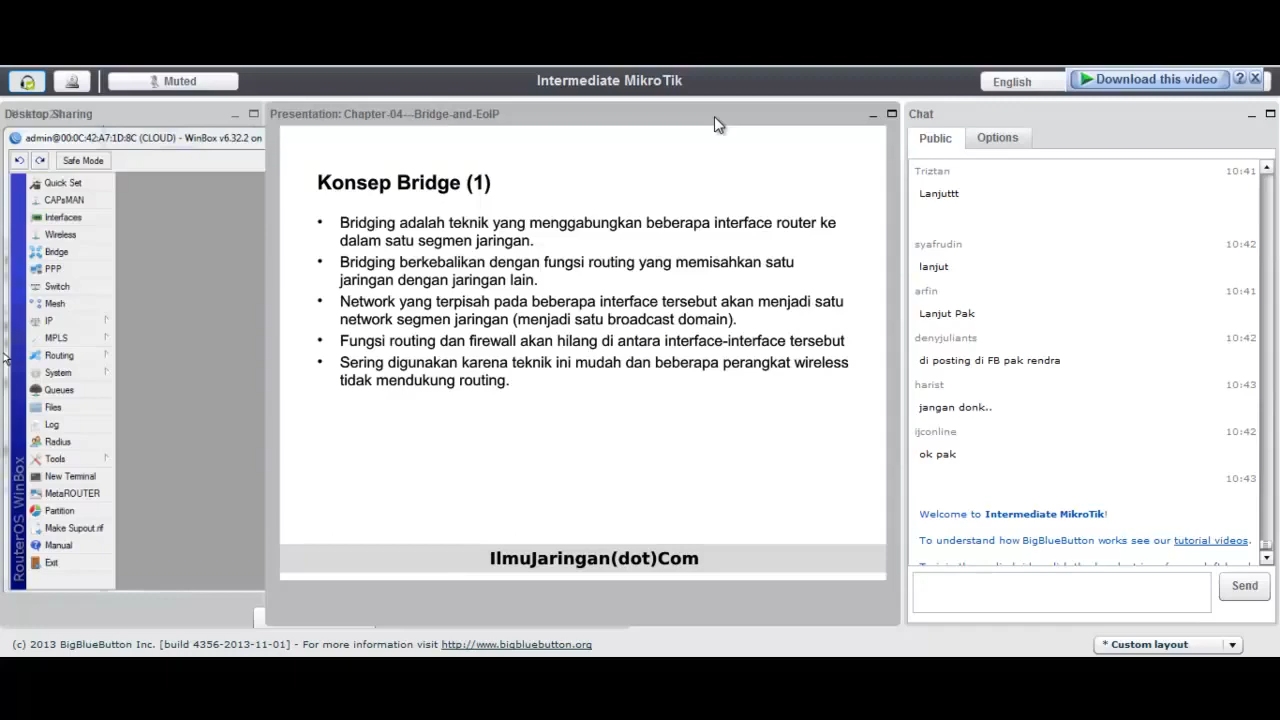 Muted
Intermediate MikroTik
English
Download this video
?
Desktop Sharing
admin@00:0C:42:A7:1D:8C (CLOUD) - WinBox v6.32.2 on
Safe Mode
Quick Set
CAPsMAN
Interfaces
Wireless
Bridge
PPP
Switch
Mesh
IP
MPLS
Routing
System
Queues
Files
Log
Radius
Tools
New Terminal
MetaROUTER
Partition
Make Supout.rif
Manual
Exit
RouterOS WinBox
Presentation: Chapter-04---Bridge-and-EoIP
Konsep Bridge (1)
• Bridging adalah teknik yang menggabungkan beberapa interface router ke
dalam satu segmen jaringan.
• Bridging berkebalikan dengan fungsi routing yang memisahkan satu
jaringan dengan jaringan lain.
• Network yang terpisah pada beberapa interface tersebut akan menjadi satu
network segmen jaringan (menjadi satu broadcast domain).
• Fungsi routing dan firewall akan hilang di antara interface-interface tersebut
• Sering digunakan karena teknik ini mudah dan beberapa perangkat wireless
tidak mendukung routing.
IlmuJaringan(dot)Com
Chat
Public
Options
Triztan 10:41
Lanjuttt
syafrudin 10:42
lanjut
arfin 10:41
Lanjut Pak
denyjuliants 10:42
di posting di FB pak rendra
harist 10:43
jangan donk..
ijconline 10:42
ok pak
10:43
Welcome to Intermediate MikroTik!
To understand how BigBlueButton works see our tutorial videos.
Send
(c) 2013 BigBlueButton Inc. [build 4356-2013-11-01] - For more information visit http://www.bigbluebutton.org
* Custom layout